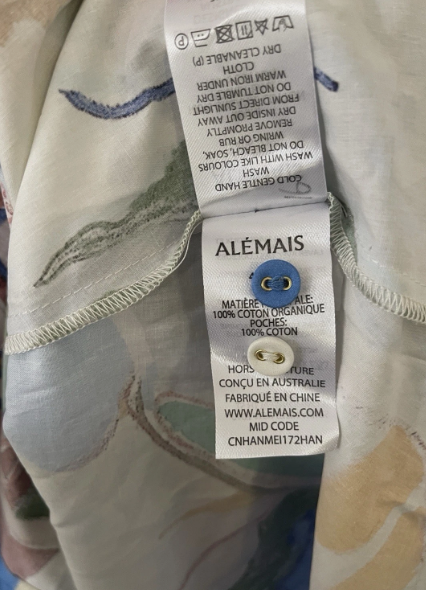 COLD GENTLE HAND
WASH
WASH WITH LIKE COLOURS
DO NOT BLEACH, SOAK,
WRING OR RUB
REMOVE PROMPTLY
DRY INSIDE OUT AWAY
FROM DIRECT SUNLIGHT
DO NOT TUMBLE DRY
WARM IRON UNDER
CLOTH
DRY CLEANABLE (P)
P
ALÉMAIS
MATIÈRE ALE:
100% COTON ORGANIQUE
POCHES:
100% COTON
HORS TURE
CONÇU EN AUSTRALIE
FABRIQUÉ EN CHINE
WWW.ALEMAIS.COM
MID CODE
CNHANMEI172HAN